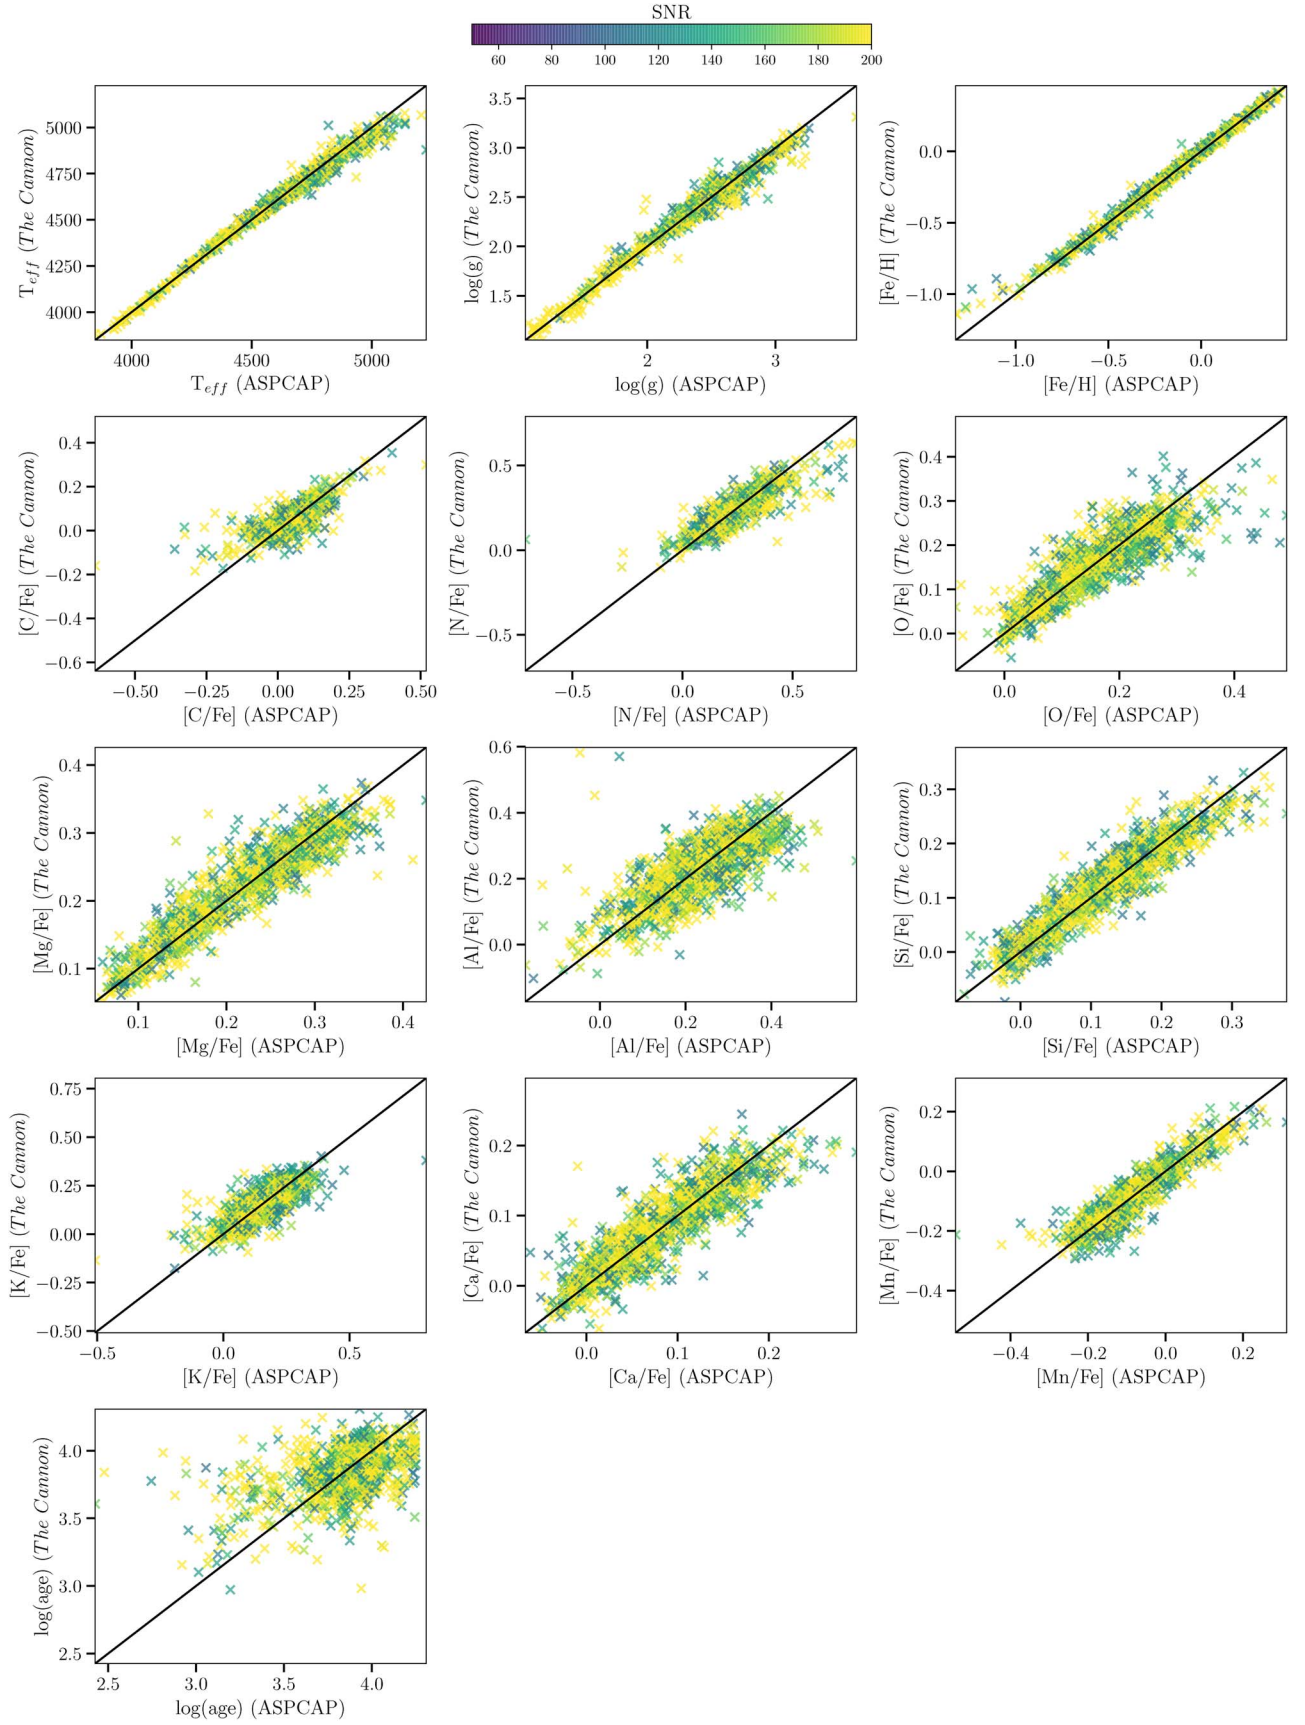 SNR
60 80 100 120 140 160 180 200
T_eff (The Cannon)
5000
4750
4500
4250
4000
4000 4500 5000
T_eff (ASPCAP)
log(g) (The Cannon)
3.5
3.0
2.5
2.0
1.5
2 3
log(g) (ASPCAP)
[Fe/H] (The Cannon)
0.0
−0.5
−1.0
−1.0 −0.5 0.0
[Fe/H] (ASPCAP)
[C/Fe] (The Cannon)
0.4
0.2
0.0
−0.2
−0.4
−0.6
−0.50 −0.25 0.00 0.25 0.50
[C/Fe] (ASPCAP)
[N/Fe] (The Cannon)
0.5
0.0
−0.5
−0.5 0.0 0.5
[N/Fe] (ASPCAP)
[O/Fe] (The Cannon)
0.4
0.3
0.2
0.1
0.0
0.0 0.2 0.4
[O/Fe] (ASPCAP)
[Mg/Fe] (The Cannon)
0.4
0.3
0.2
0.1
0.1 0.2 0.3 0.4
[Mg/Fe] (ASPCAP)
[Al/Fe] (The Cannon)
0.6
0.4
0.2
0.0
0.0 0.2 0.4
[Al/Fe] (ASPCAP)
[Si/Fe] (The Cannon)
0.3
0.2
0.1
0.0
0.0 0.1 0.2 0.3
[Si/Fe] (ASPCAP)
[K/Fe] (The Cannon)
0.75
0.50
0.25
0.00
−0.25
−0.50
−0.5 0.0 0.5
[K/Fe] (ASPCAP)
[Ca/Fe] (The Cannon)
0.2
0.1
0.0
0.0 0.1 0.2
[Ca/Fe] (ASPCAP)
[Mn/Fe] (The Cannon)
0.2
0.0
−0.2
−0.4
−0.4 −0.2 0.0 0.2
[Mn/Fe] (ASPCAP)
log(age) (The Cannon)
4.0
3.5
3.0
2.5
2.5 3.0 3.5 4.0
log(age) (ASPCAP)